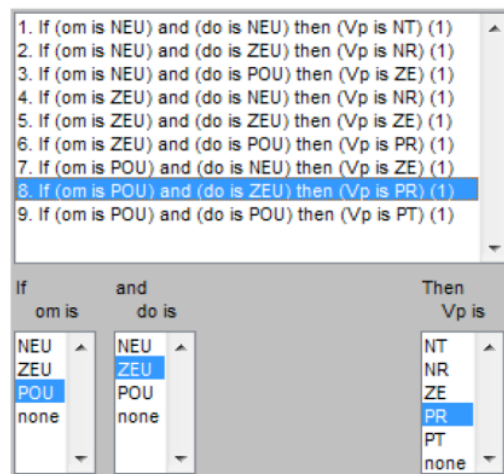 1. If (om is NEU) and (do is NEU) then (Vp is NT) (1)
2. If (om is NEU) and (do is ZEU) then (Vp is NR) (1)
3. If (om is NEU) and (do is POU) then (Vp is ZE) (1)
4. If (om is ZEU) and (do is NEU) then (Vp is NR) (1)
5. If (om is ZEU) and (do is ZEU) then (Vp is ZE) (1)
6. If (om is ZEU) and (do is POU) then (Vp is PR) (1)
7. If (om is POU) and (do is NEU) then (Vp is ZE) (1)
8. If (om is POU) and (do is ZEU) then (Vp is PR) (1)
9. If (om is POU) and (do is POU) then (Vp is PT) (1)
If and Then
om is do is Vp is
NEU NEU NT
ZEU ZEU NR
POU POU ZE
none none PR
PT
none